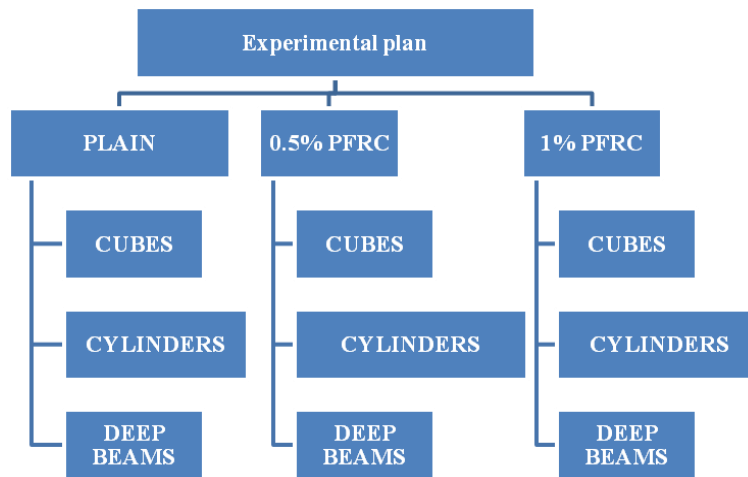 Experimental plan
PLAIN
0.5% PFRC
1% PFRC
CUBES
CUBES
CUBES
CYLINDERS
CYLINDERS
CYLINDERS
DEEP
BEAMS
DEEP
BEAMS
DEEP
BEAMS